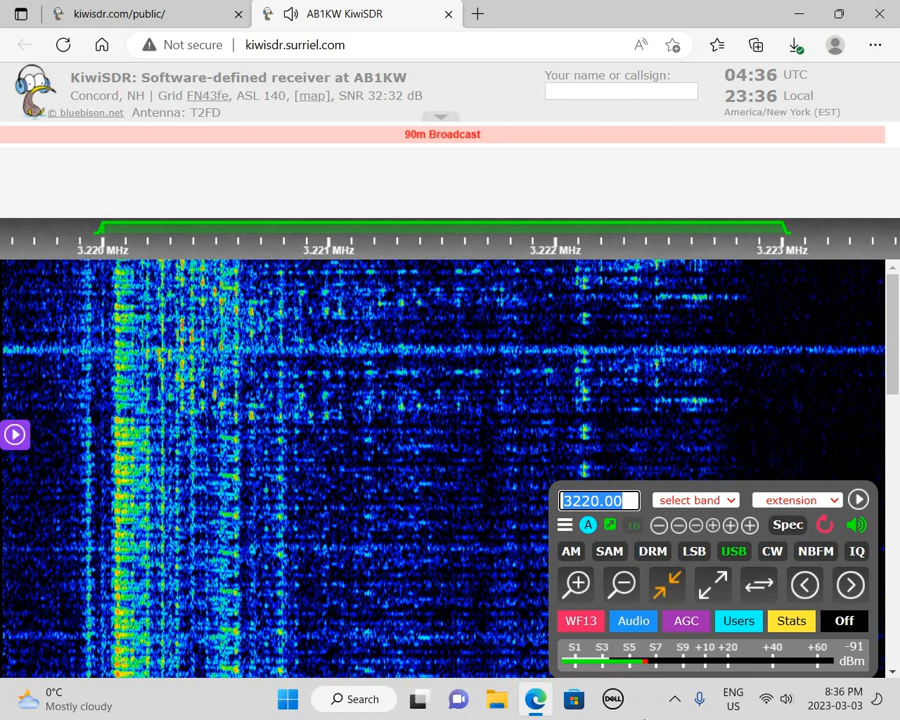 kiwisdr.com/public/
AB1KW KiwiSDR
Not secure
kiwisdr.surriel.com
KiwiSDR: Software-defined receiver at AB1KW
Concord, NH | Grid FN43fe, ASL 140, [map], SNR 32:32 dB
© bluebison.net Antenna: T2FD
Your name or callsign:
04:36 UTC
23:36 Local
America/New York (EST)
90m Broadcast
3.220 MHz 3.221 MHz 3.222 MHz 3.223 MHz
3220.00 select band extension
A 10 Spec
AM SAM DRM LSB USB CW NBFM IQ
WF13 Audio AGC Users Stats Off
S1 S3 S5 S7 S9 +10 +20 +40 +60 -91
dBm
0°C
Mostly cloudy
Search
DELL
ENG
US
8:36 PM
2023-03-03